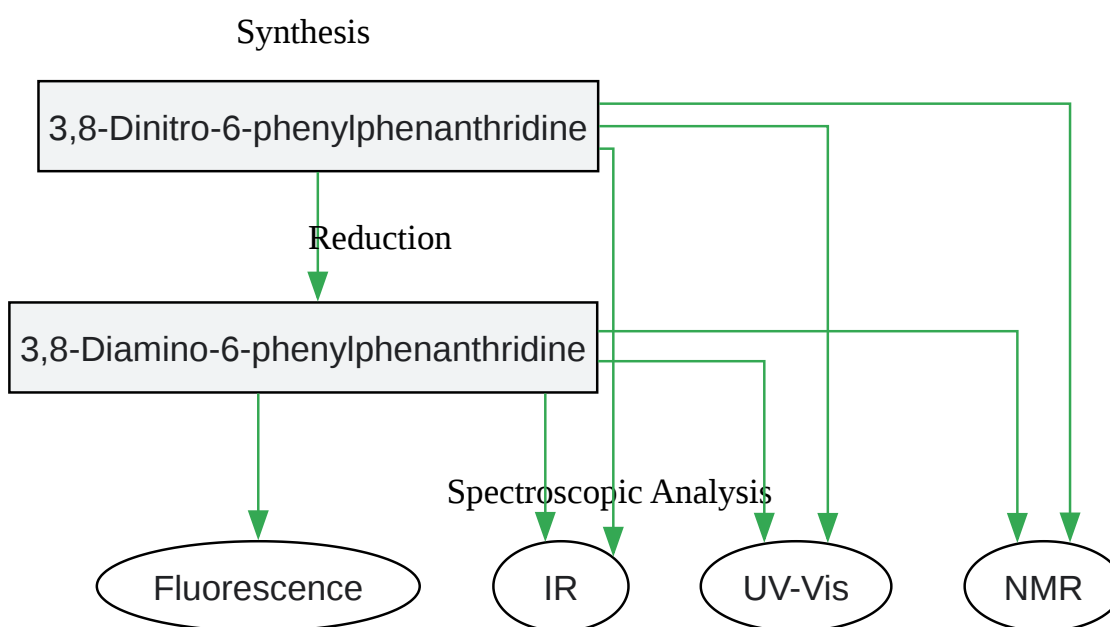 Synthesis
3,8-Dinitro-6-phenylphenanthridine
Reduction
3,8-Diamino-6-phenylphenanthridine
Spectroscopic Analysis
Fluorescence
IR
UV-Vis
NMR